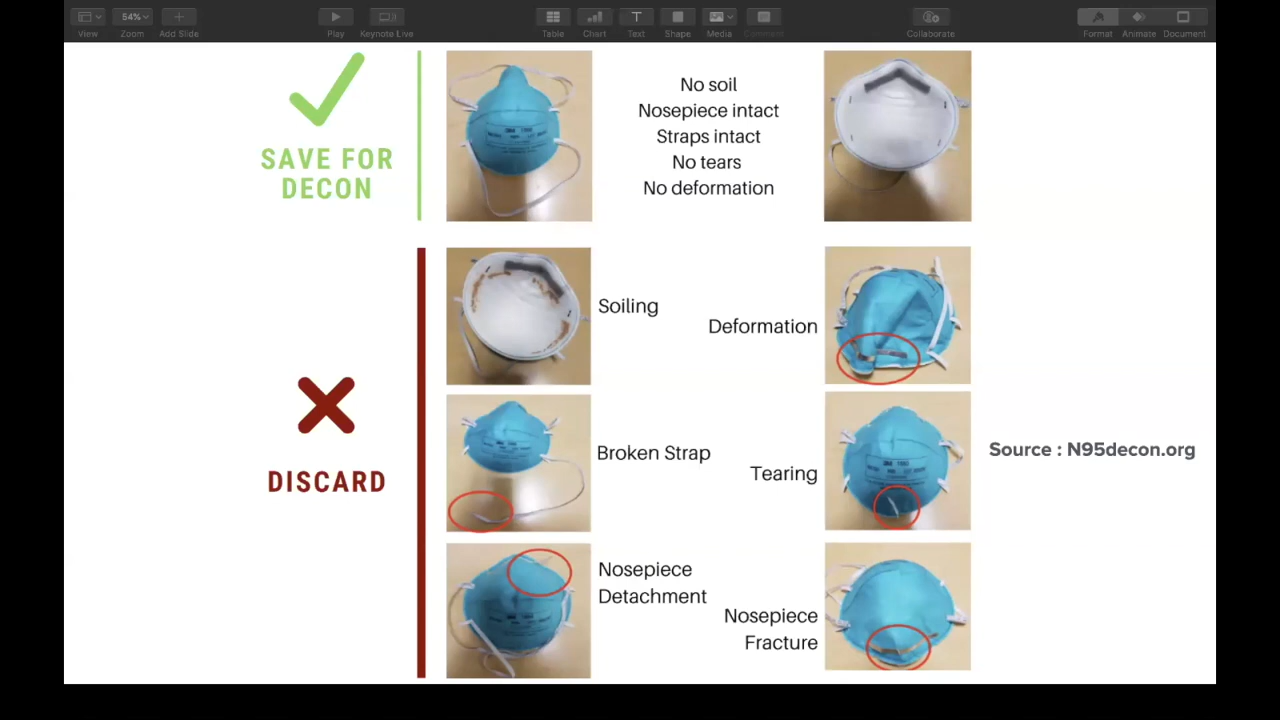 54%
View
Zoom
Add Slide
Play
Keynote Live
Table
Chart
Text
Shape
Media
Comment
Collaborate
Format
Animate
Document
SAVE FOR
DECON
No soil
Nosepiece intact
Straps intact
No tears
No deformation
Soiling
Deformation
DISCARD
Broken Strap
Tearing
Source : N95decon.org
Nosepiece
Detachment
Nosepiece
Fracture